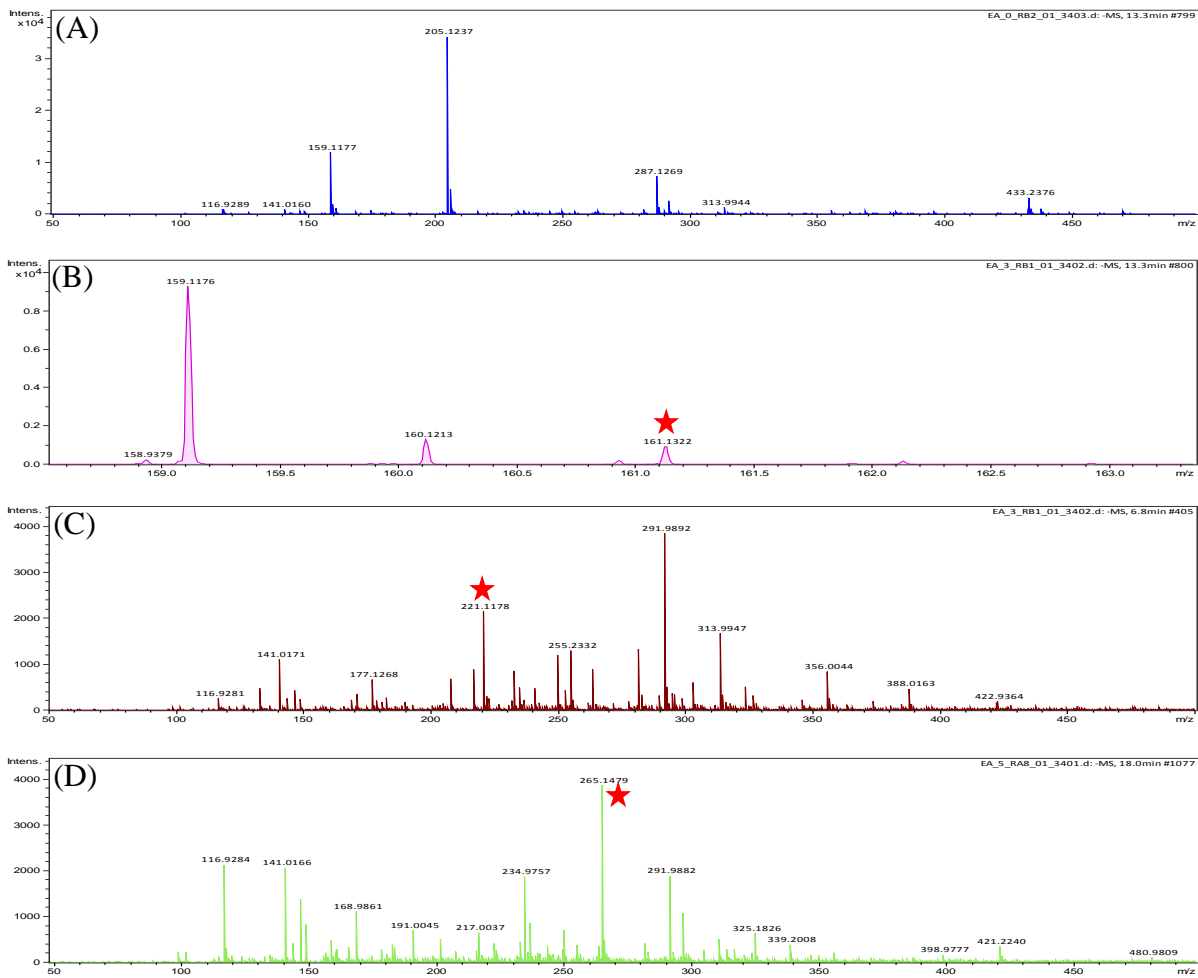 (A)
Intens.
x10⁴
EA_0_RB2_01_3403.d: -MS, 13.3min #799
3
2
1
0
205.1237
159.1177
287.1269
433.2376
116.9289
141.0160
313.9944
50 100 150 200 250 300 350 400 450 m/z
(B)
Intens.
x10⁴
EA_3_RB1_01_3402.d: -MS, 13.3min #800
0.8
0.6
0.4
0.2
0.0
159.1176
158.9379
160.1213
161.1322
159.0 159.5 160.0 160.5 161.0 161.5 162.0 162.5 163.0 m/z
(C)
Intens.
EA_3_RB1_01_3402.d: -MS, 6.8min #405
4000
3000
2000
1000
0
291.9892
221.1178
313.9947
255.2332
141.0171
177.1268
356.0044
388.0163
116.9281
422.9364
50 100 150 200 250 300 350 400 450 m/z
(D)
Intens.
EA_5_RA8_01_3401.d: -MS, 18.0min #1077
4000
3000
2000
1000
0
265.1479
116.9284
141.0166
234.9757
291.9882
168.9861
191.0045
217.0037
325.1826
339.2008
421.2240
398.9777
480.9809
50 100 150 200 250 300 350 400 450 m/z